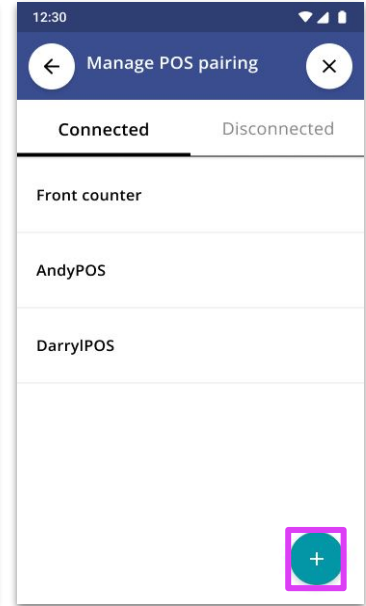 12:30
Manage POS pairing
Connected Disconnected
Front counter
AndyPOS
DarrylPOS
+